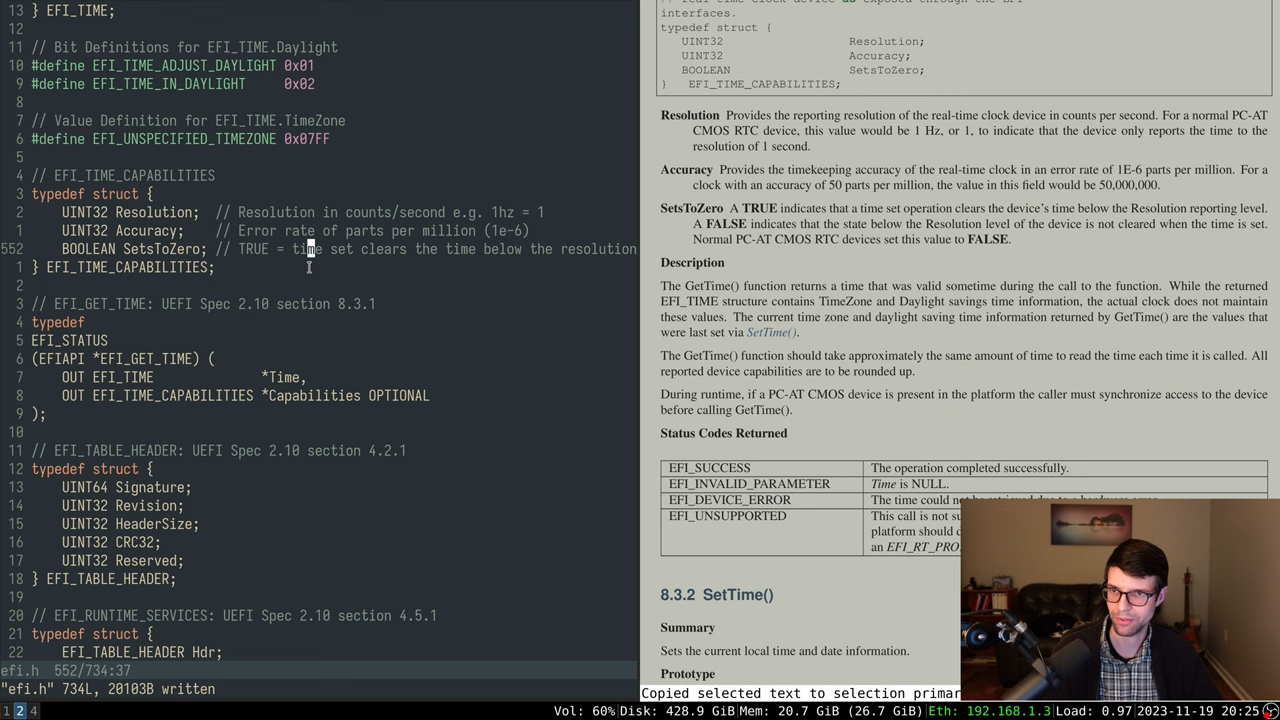 13 } EFI_TIME;
12
11 // Bit Definitions for EFI_TIME.Daylight
10 #define EFI_TIME_ADJUST_DAYLIGHT 0x01
9 #define EFI_TIME_IN_DAYLIGHT     0x02
8
7 // Value Definition for EFI_TIME.TimeZone
6 #define EFI_UNSPECIFIED_TIMEZONE 0x07FF
5
4 // EFI_TIME_CAPABILITIES
3 typedef struct {
2     UINT32 Resolution;  // Resolution in counts/second e.g. 1hz = 1
1     UINT32 Accuracy;    // Error rate of parts per million (1e-6)
552     BOOLEAN SetsToZero; // TRUE = time set clears the time below the resolution
1 } EFI_TIME_CAPABILITIES;
2
3 // EFI_GET_TIME: UEFI Spec 2.10 section 8.3.1
4 typedef
5 EFI_STATUS
6 (EFIAPI *EFI_GET_TIME) (
7     OUT EFI_TIME              *Time,
8     OUT EFI_TIME_CAPABILITIES *Capabilities OPTIONAL
9 );
10
11 // EFI_TABLE_HEADER: UEFI Spec 2.10 section 4.2.1
12 typedef struct {
13     UINT64 Signature;
14     UINT32 Revision;
15     UINT32 HeaderSize;
16     UINT32 CRC32;
17     UINT32 Reserved;
18 } EFI_TABLE_HEADER;
19
20 // EFI_RUNTIME_SERVICES: UEFI Spec 2.10 section 4.5.1
21 typedef struct {
22     EFI_TABLE_HEADER Hdr;
efi.h  552/734:37
"efi.h" 734L, 20103B written
// real time clock device as exposed through the EFI
interfaces.
typedef struct {
UINT32 Resolution;
UINT32 Accuracy;
BOOLEAN SetsToZero;
} EFI_TIME_CAPABILITIES;
Resolution Provides the reporting resolution of the real-time clock device in counts per second. For a normal PC-AT
CMOS RTC device, this value would be 1 Hz, or 1, to indicate that the device only reports the time to the
resolution of 1 second.
Accuracy Provides the timekeeping accuracy of the real-time clock in an error rate of 1E-6 parts per million. For a
clock with an accuracy of 50 parts per million, the value in this field would be 50,000,000.
SetsToZero A TRUE indicates that a time set operation clears the device's time below the Resolution reporting level.
A FALSE indicates that the state below the Resolution level of the device is not cleared when the time is set.
Normal PC-AT CMOS RTC devices set this value to FALSE.
Description
The GetTime() function returns a time that was valid sometime during the call to the function. While the returned
EFI_TIME structure contains TimeZone and Daylight savings time information, the actual clock does not maintain
these values. The current time zone and daylight saving time information returned by GetTime() are the values that
were last set via SetTime().
The GetTime() function should take approximately the same amount of time to read the time each time it is called. All
reported device capabilities are to be rounded up.
During runtime, if a PC-AT CMOS device is present in the platform the caller must synchronize access to the device
before calling GetTime().
Status Codes Returned
EFI_SUCCESS The operation completed successfully.
EFI_INVALID_PARAMETER Time is NULL.
EFI_DEVICE_ERROR The time could not be retrieved due to a hardware error.
EFI_UNSUPPORTED This call is not su
platform should d
an EFI_RT_PRO
8.3.2 SetTime()
Summary
Sets the current local time and date information.
Prototype
Copied selected text to selection primar
1 2 4 Vol: 60% Disk: 428.9 GiB Mem: 20.7 GiB (26.7 GiB) Eth: 192.168.1.3 Load: 0.97 2023-11-19 20:25